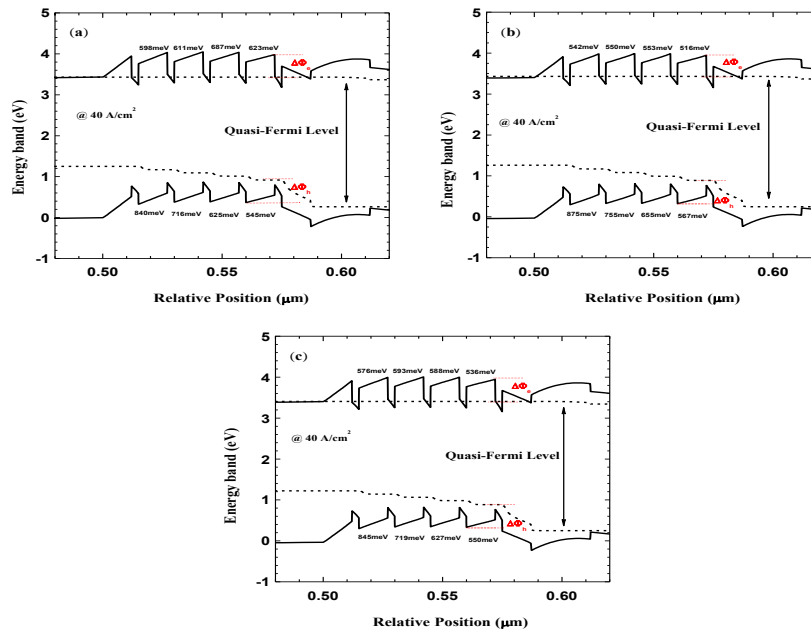 (a)
598meV 611meV 687meV 623meV
ΔΦe
@ 40 A/cm²
Quasi-Fermi Level
ΔΦh
840meV 716meV 625meV 545meV
Energy band (eV)
5
4
3
2
1
0
-1
0.50 0.55 0.60
Relative Position (μm)
(b)
542meV 550meV 553meV 516meV
ΔΦe
@ 40 A/cm²
Quasi-Fermi Level
ΔΦh
875meV 755meV 655meV 567meV
Energy band (eV)
5
4
3
2
1
0
-1
0.50 0.55 0.60
Relative Position (μm)
(c)
576meV 593meV 588meV 536meV
ΔΦe
@ 40 A/cm²
Quasi-Fermi Level
ΔΦh
845meV 719meV 627meV 550meV
Energy band (eV)
5
4
3
2
1
0
-1
0.50 0.55 0.60
Relative Position (μm)